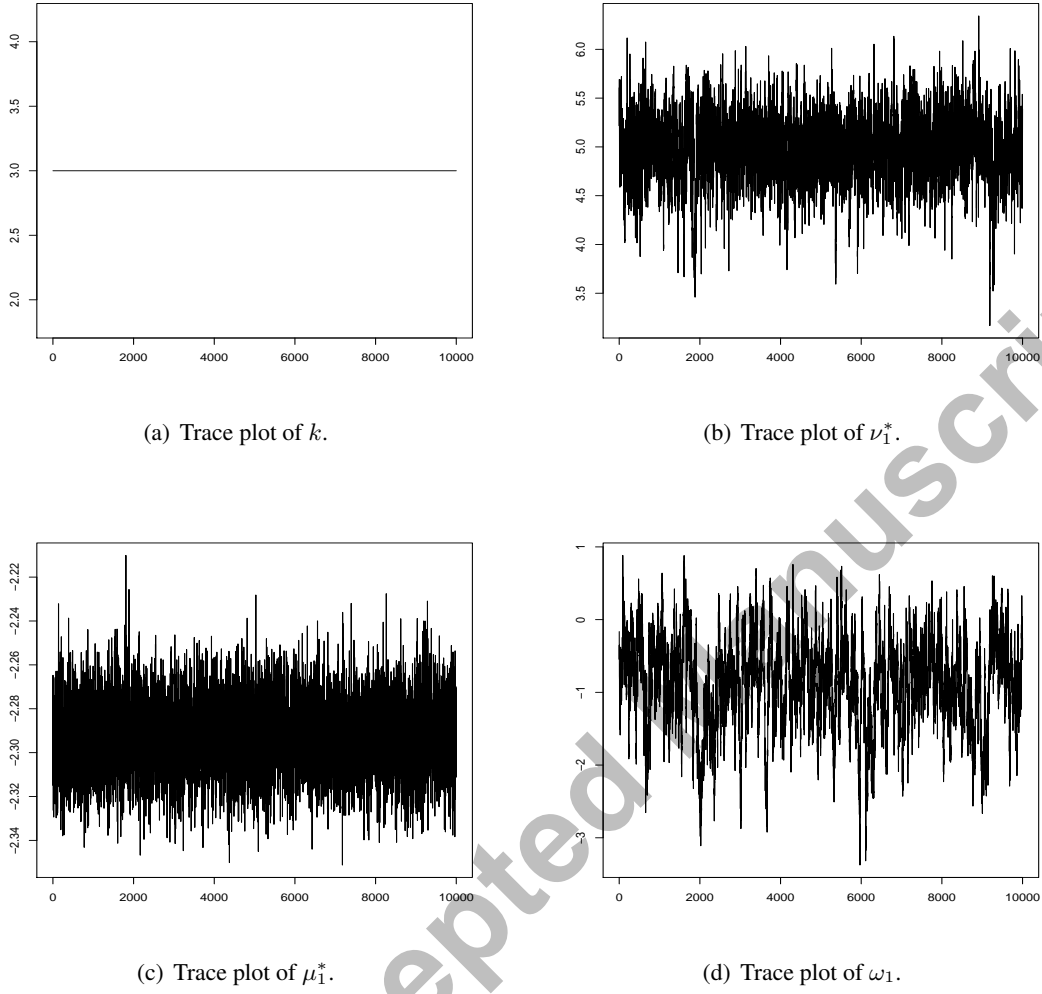 4.0
3.5
3.0
2.5
2.0
0 2000 4000 6000 8000 10000
(a) Trace plot of k.
6.0
5.5
5.0
4.5
4.0
3.5
0 2000 4000 6000 8000 10000
(b) Trace plot of ν₁*.
−2.22
−2.24
−2.26
−2.28
−2.30
−2.32
−2.34
0 2000 4000 6000 8000 10000
(c) Trace plot of μ₁*.
1
0
−1
−2
−3
0 2000 4000 6000 8000 10000
(d) Trace plot of ω₁.
epted Manuscri